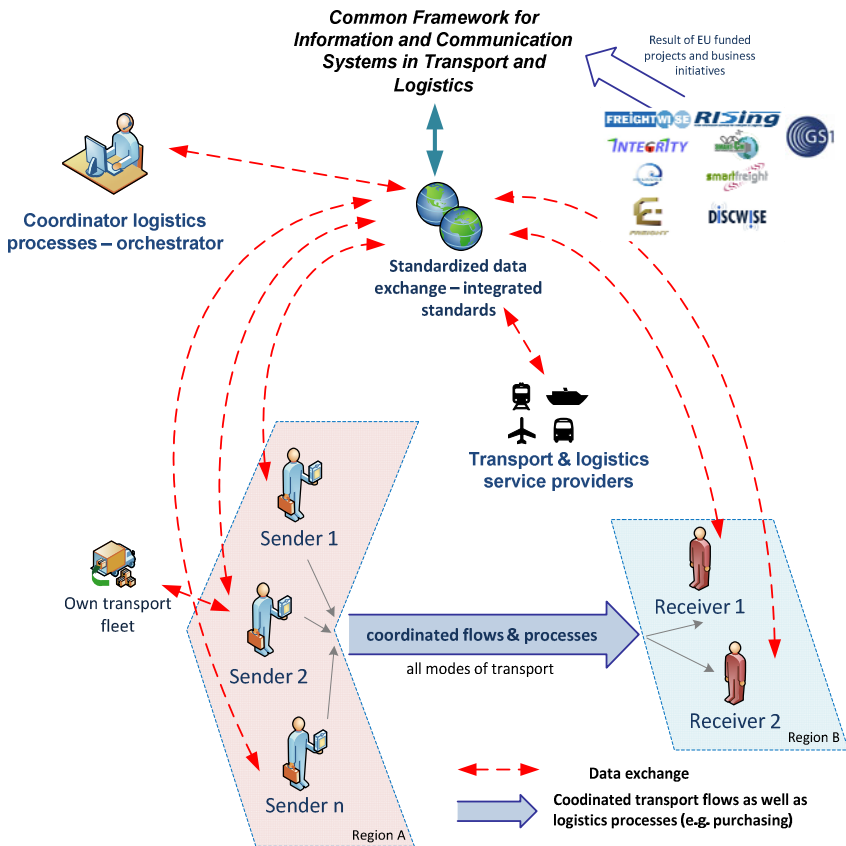 Common Framework for
Information and Communication
Systems in Transport and
Logistics
Result of EU funded
projects and business
initiatives
FREIGHTWISE
RISING
INTEGRITY
GS1
smartfreight
FREIGHT
DiSCWISE
Coordinator logistics
processes – orchestrator
Standardized data
exchange – integrated
standards
Transport & logistics
service providers
Sender 1
Own transport
fleet
Sender 2
Sender n
Region A
coordinated flows & processes
all modes of transport
Receiver 1
Receiver 2
Region B
Data exchange
Coodinated transport flows as well as
logistics processes (e.g. purchasing)